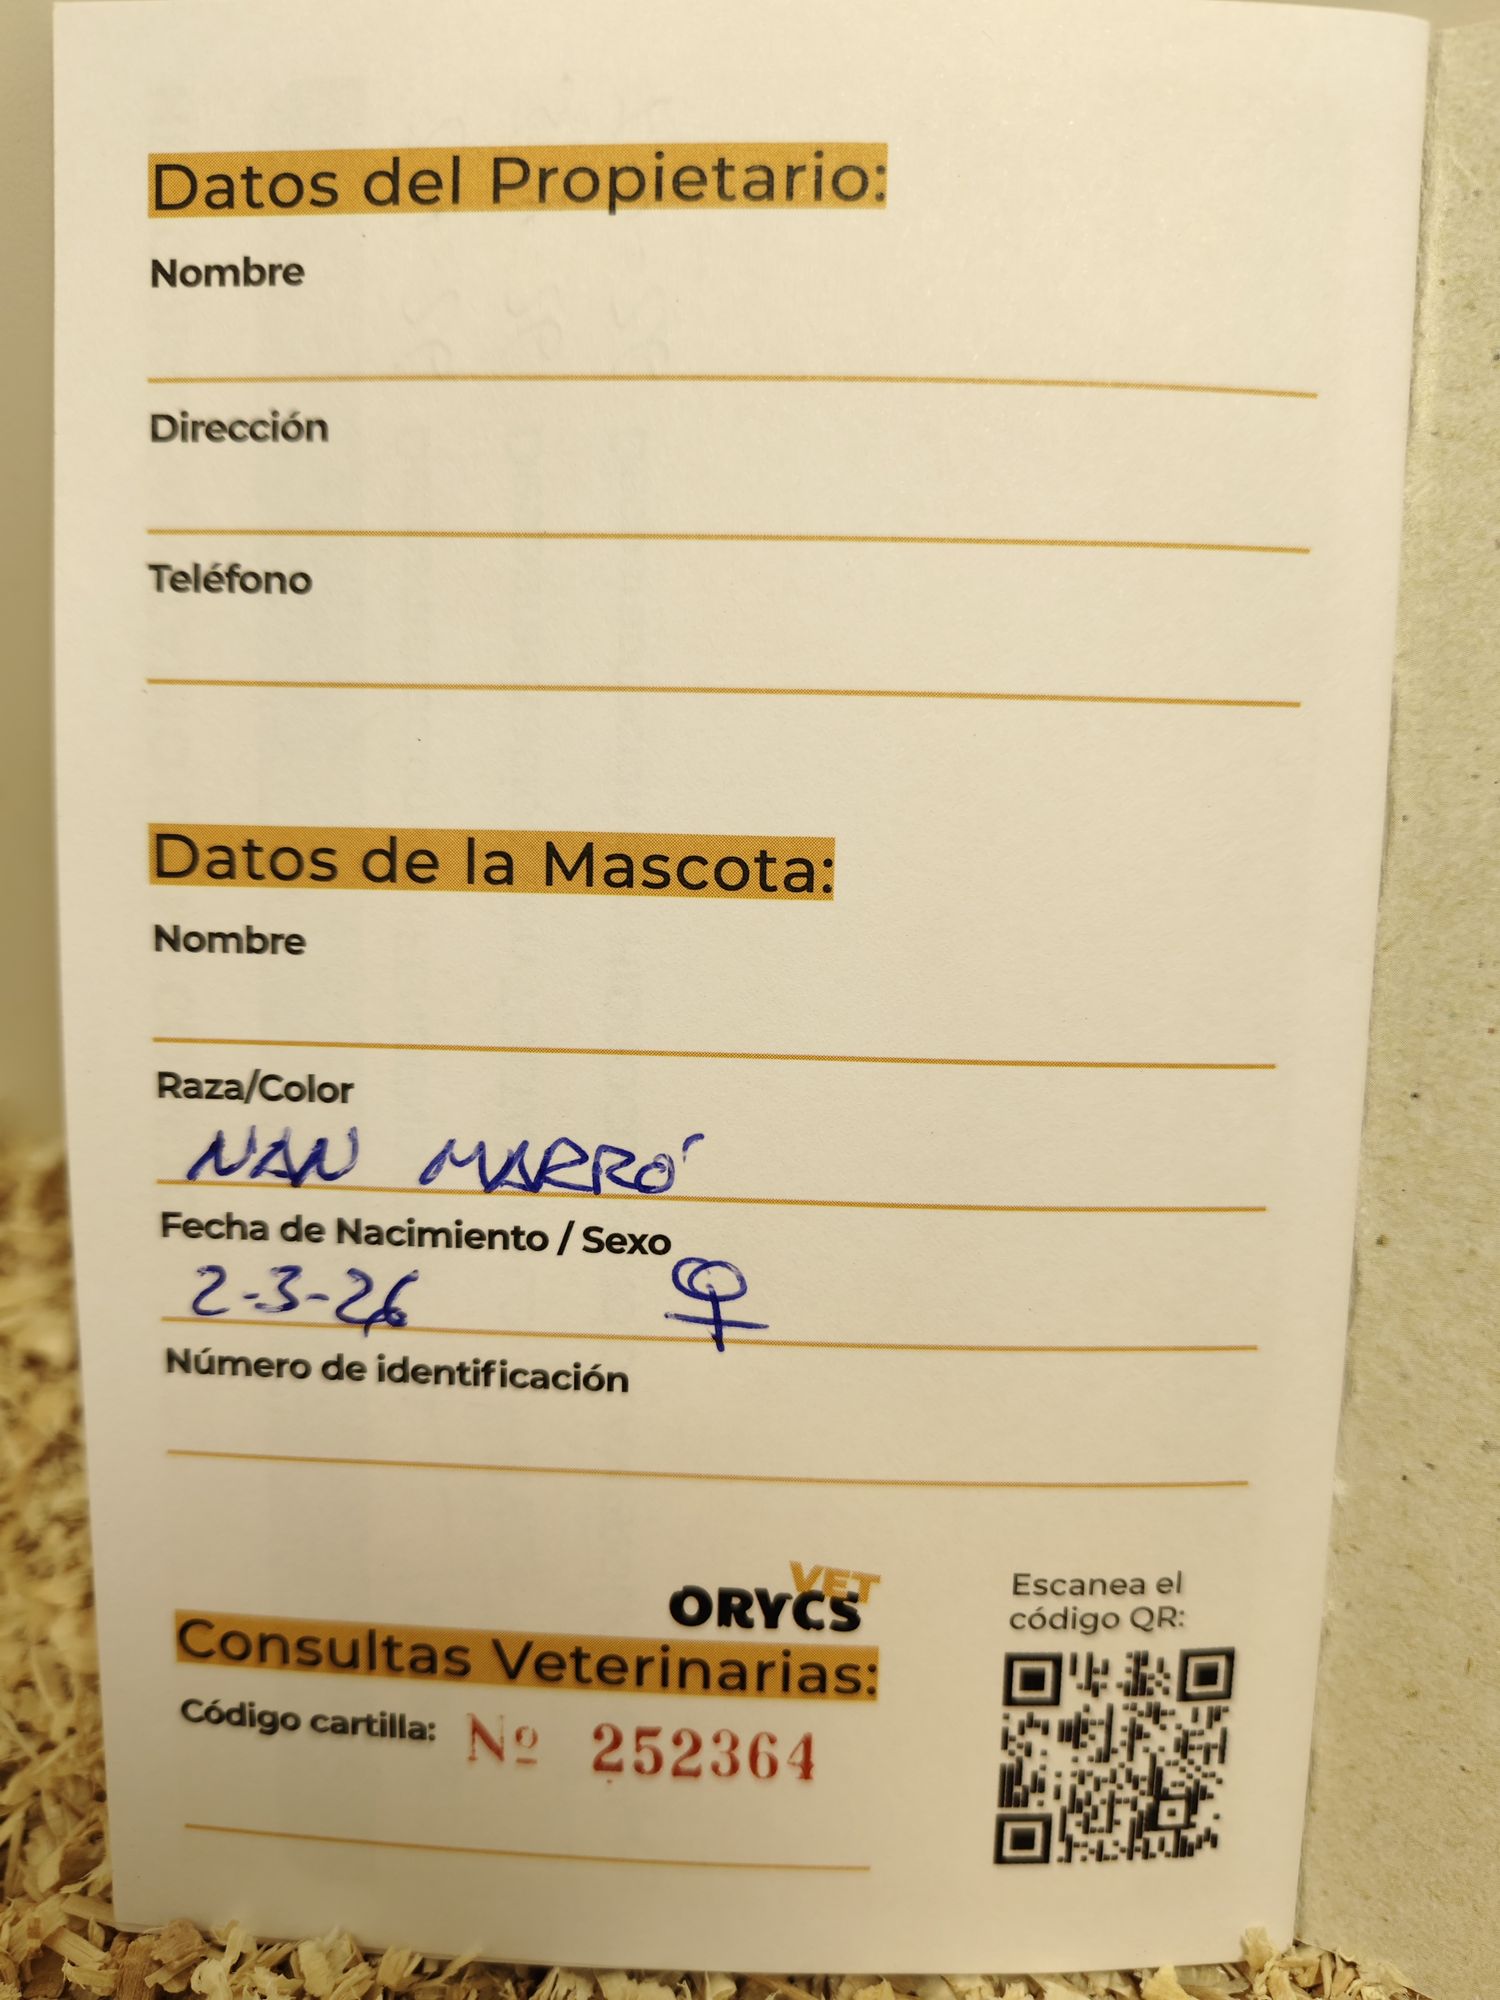 Datos del Propietario:
Nombre
Dirección
Teléfono
Datos de la Mascota:
Nombre
Raza/Color
NAN MARRÓ
Fecha de Nacimiento / Sexo
2-3-26 ♀
Número de identificación
ORYCS VET
Consultas Veterinarias:
Código cartilla: Nº 252364
Escanea el
código QR: